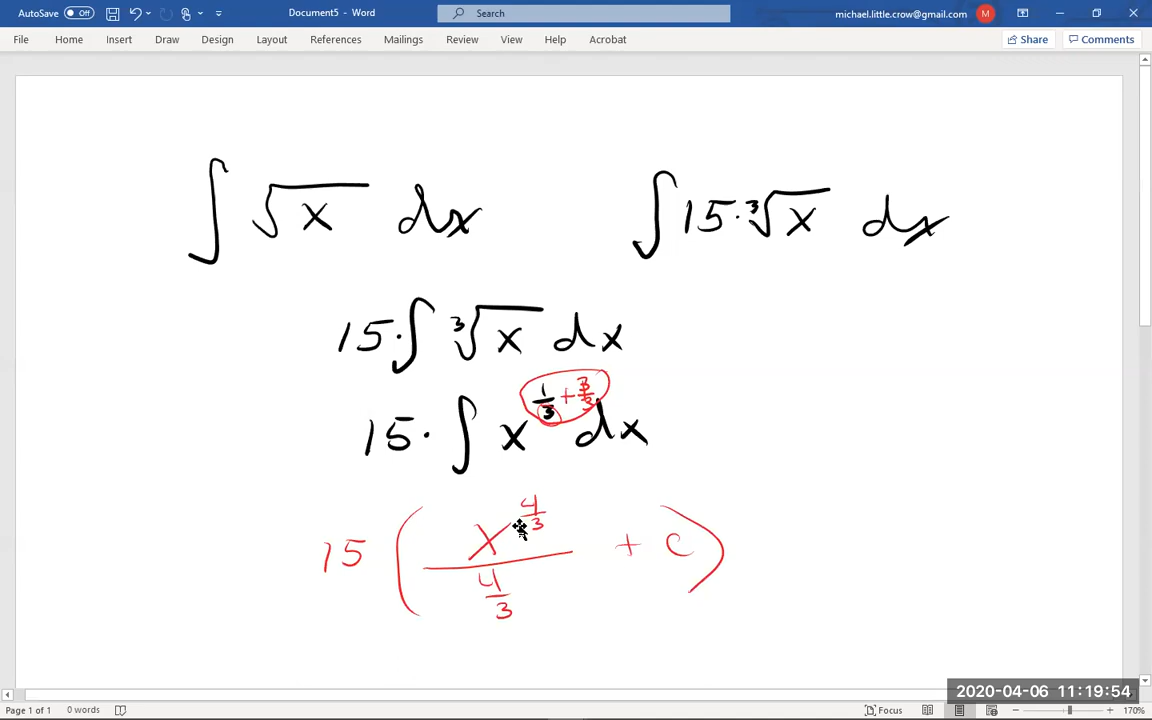 AutoSave Off Document5 - Word Search michael.little.crow@gmail.com M
File Home Insert Draw Design Layout References Mailings Review View Help Acrobat Share Comments
∫ √x dx ∫ 15·∛x dx
15·∫ ∛x dx
15·∫ x^(1/3 + 3/3) dx
15 ( x^(4/3) / (4/3) + c )
2020-04-06 11:19:54
Page 1 of 1 0 words Focus 170%